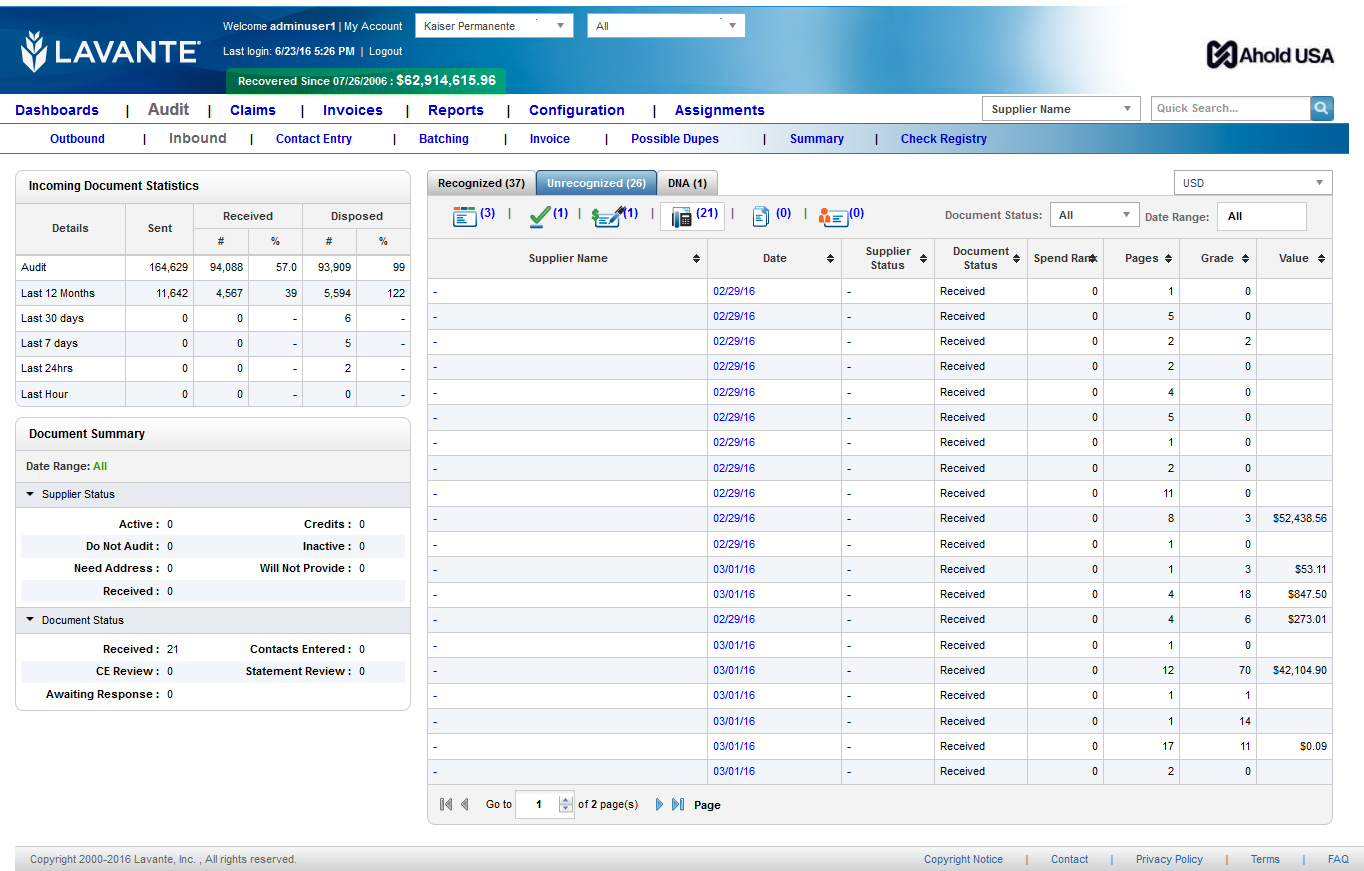 Welcome adminuser1 | My Account Kaiser Permanente All
LAVANTE®
Last login: 6/23/16 5:26 PM | Logout
Ahold USA
Recovered Since 07/26/2006 : $62,914,615.96
Dashboards | Audit | Claims | Invoices | Reports | Configuration | Assignments Supplier Name Quick Search...
Outbound | Inbound | Contact Entry | Batching | Invoice | Possible Dupes | Summary | Check Registry
Incoming Document Statistics
Details Sent Received Disposed
# % # %
Audit 164,629 94,088 57.0 93,909 99
Last 12 Months 11,642 4,567 39 5,594 122
Last 30 days 0 0 - 6 -
Last 7 days 0 0 - 5 -
Last 24hrs 0 0 - 2 -
Last Hour 0 0 - 0 -
Document Summary
Date Range: All
Supplier Status
Active : 0 Credits : 0
Do Not Audit : 0 Inactive : 0
Need Address : 0 Will Not Provide : 0
Received : 0
Document Status
Received : 21 Contacts Entered : 0
CE Review : 0 Statement Review : 0
Awaiting Response : 0
Recognized (37) Unrecognized (26) DNA (1) USD
(3) | (1) | (1) | (21) | (0) | (0) Document Status: All Date Range: All
Supplier Name Date Supplier Status Document Status Spend Rank Pages Grade Value
- 02/29/16 - Received 0 1 0
- 02/29/16 - Received 0 5 0
- 02/29/16 - Received 0 2 2
- 02/29/16 - Received 0 2 0
- 02/29/16 - Received 0 4 0
- 02/29/16 - Received 0 5 0
- 02/29/16 - Received 0 1 0
- 02/29/16 - Received 0 2 0
- 02/29/16 - Received 0 11 0
- 02/29/16 - Received 0 8 3 $52,438.56
- 02/29/16 - Received 0 1 0
- 03/01/16 - Received 0 1 3 $53.11
- 03/01/16 - Received 0 4 18 $847.50
- 02/29/16 - Received 0 4 6 $273.01
- 03/01/16 - Received 0 1 0
- 03/01/16 - Received 0 12 70 $42,104.90
- 03/01/16 - Received 0 1 1
- 03/01/16 - Received 0 1 14
- 03/01/16 - Received 0 17 11 $0.09
- 03/01/16 - Received 0 2 0
Go to 1 of 2 page(s) Page
Copyright 2000-2016 Lavante, Inc. , All rights reserved. Copyright Notice | Contact | Privacy Policy | Terms | FAQ